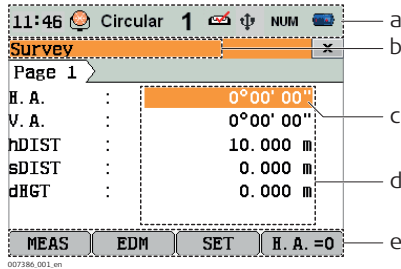 11:46 Circular 1 NUM a
Survey x b
Page 1
H.A. : 0°00'00" c
V.A. : 0°00'00"
hDIST : 10.000 m
sDIST : 0.000 m d
dHGT : 0.000 m
MEAS EDM SET H.A.=0 e
007386_001_en